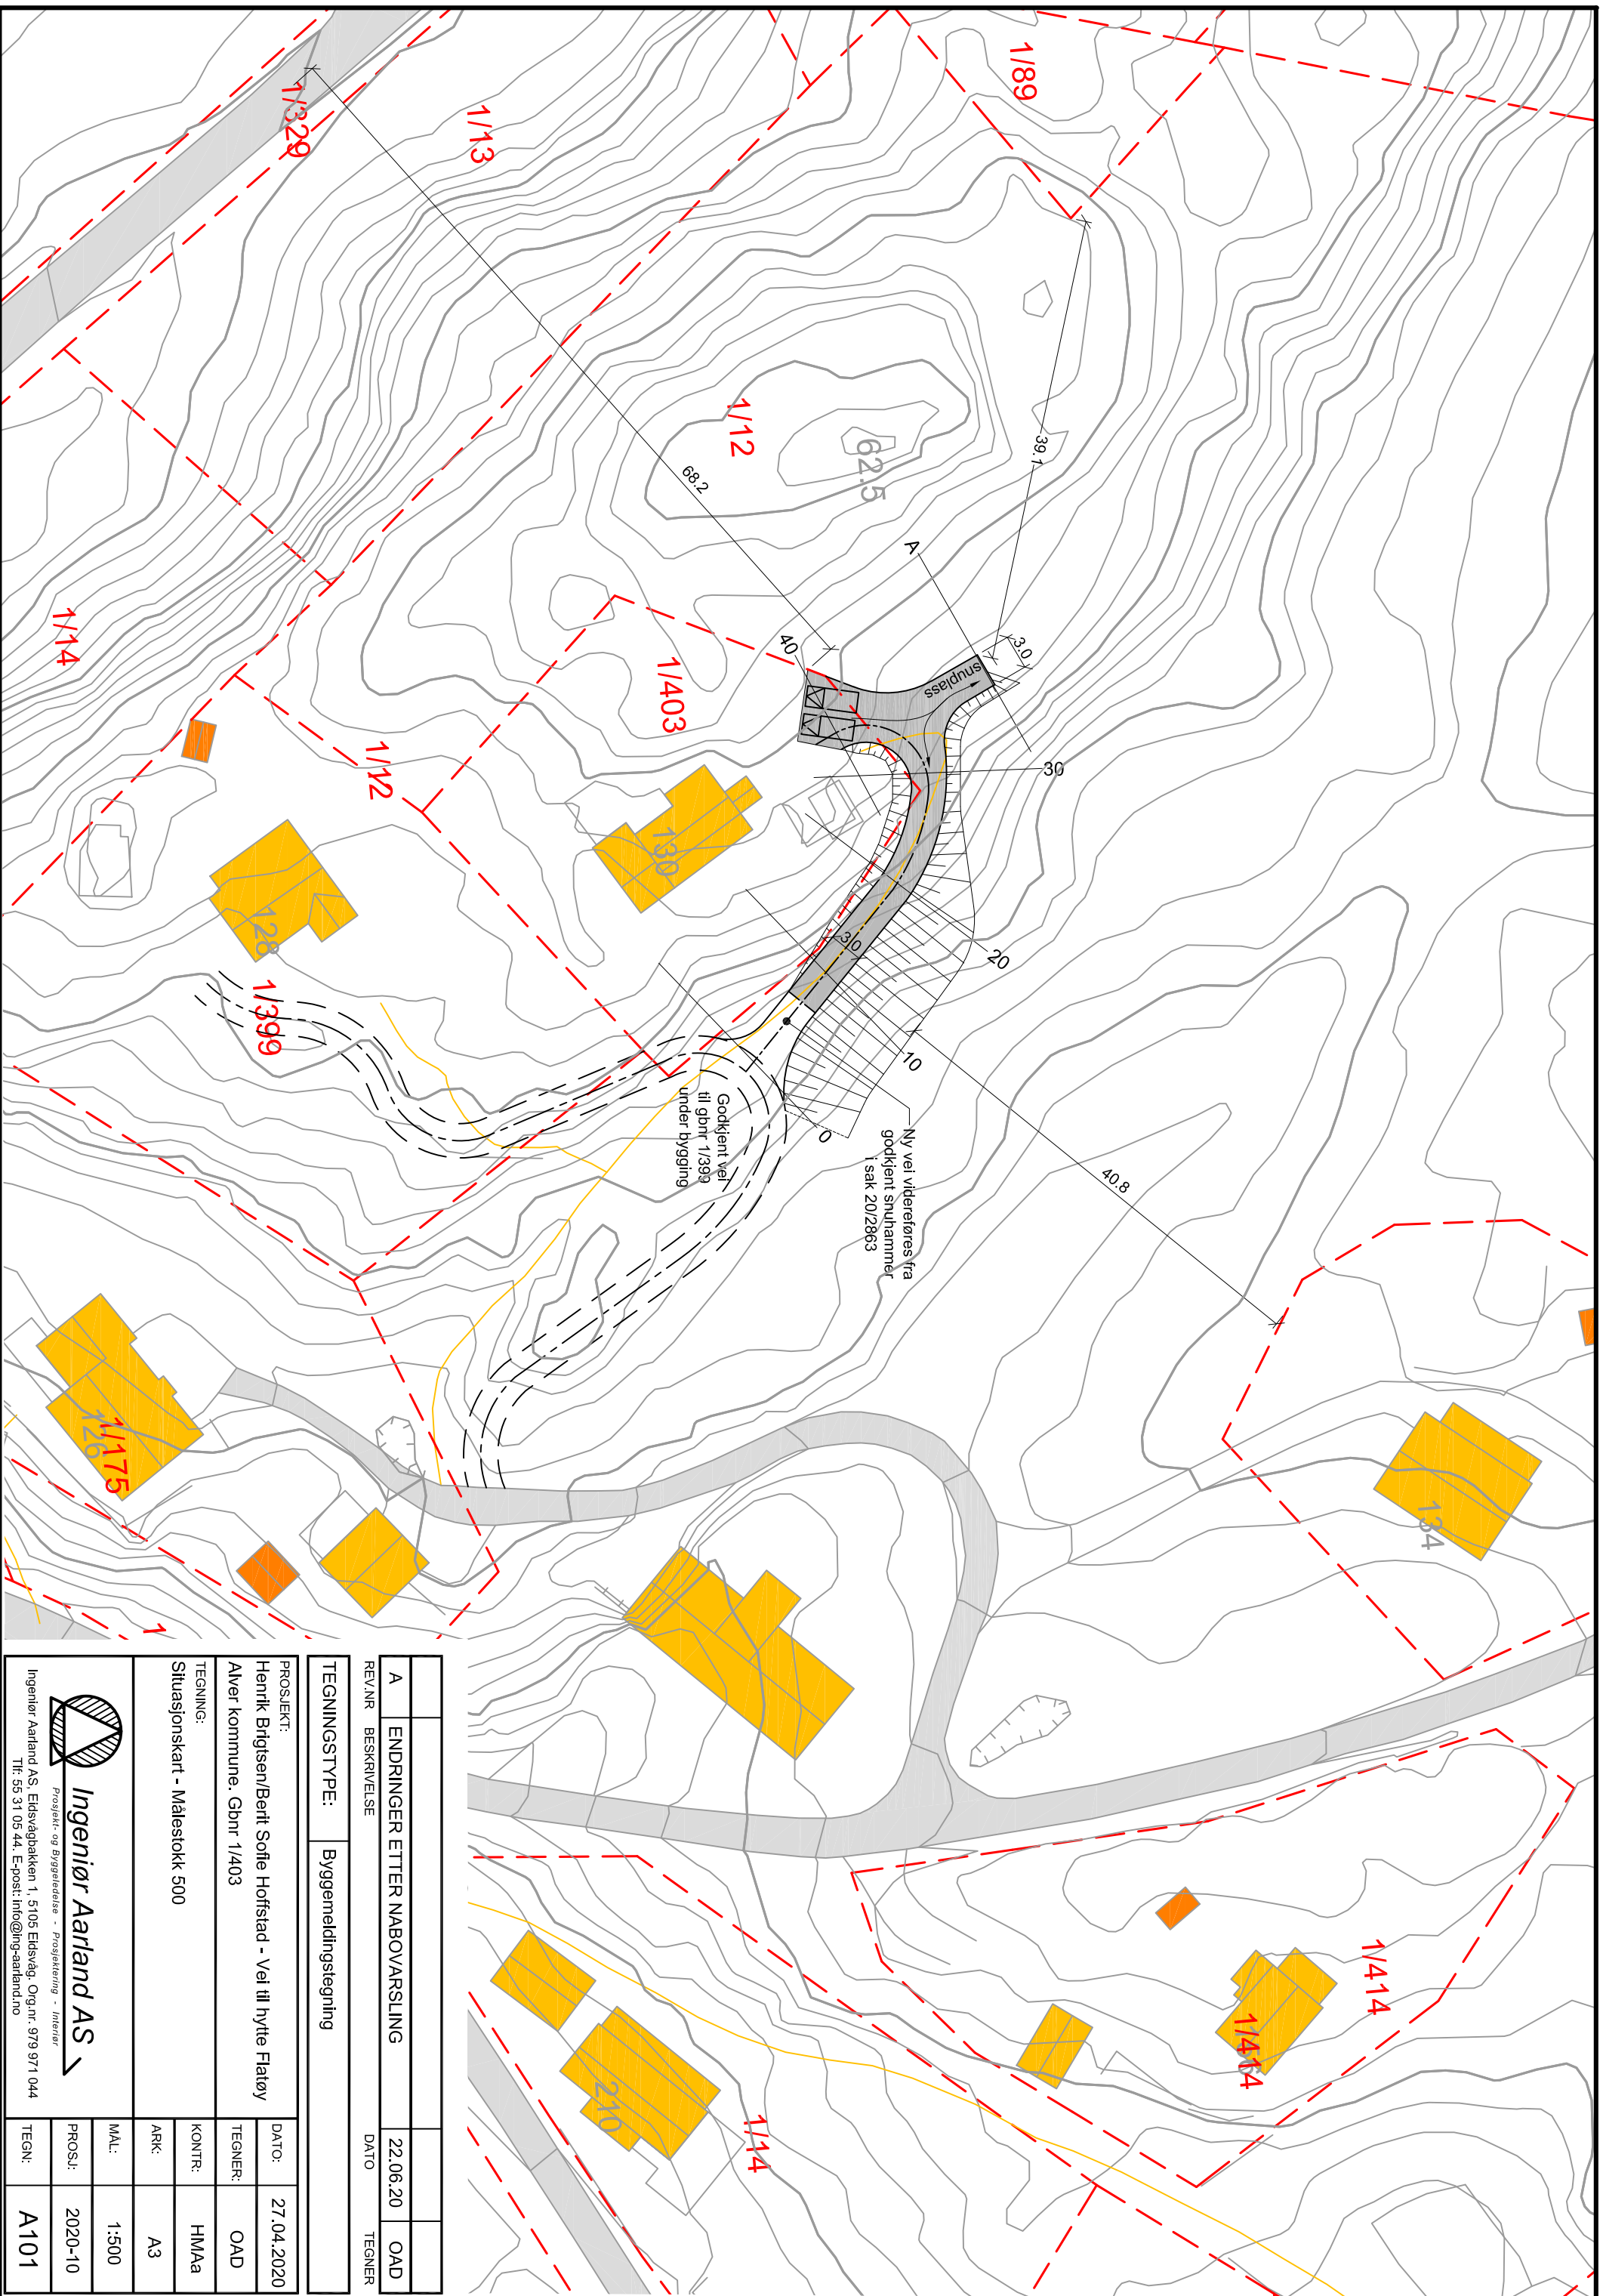 1/89
1/329
1/13
1/12
62.5
39.1
68.2
A
3.0
snuplass
40
1/403
1/14
1/12
30
130
128
20
3.0
1/399
10
0
Godkjent vei
til gbnr 1/399
under bygging
Ny vei videreføres fra
godkjent snuhammer
i sak 20/2863
40.8
1/175
126
134
1
1/414
1/414
210
1/14
A ENDRINGER ETTER NABOVARSLING 22.06.20 OAD
REV.NR BESKRIVELSE DATO TEGNER
TEGNINGSTYPE: Byggemeldingstegning
PROSJEKT:
Henrik Brigtsen/Berit Sofie Hoffstad - Vei til hytte Flatøy
Alver kommune. Gbnr 1/403
TEGNING:
Situasjonskart - Målestokk 500
DATO: 27.04.2020
TEGNER: OAD
KONTR: HMAa
ARK: A3
MÅL: 1:500
PROSJ: 2020-10
TEGN: A101
Ingeniør Aarland AS
Prosjekt- og Byggeledelse - Prosjektering - Interiør
Ingeniør Aarland AS, Eidsvågbakken 1, 5105 Eidsvåg. Org.nr. 979 971 044
Tlf: 55 31 05 44. E-post: info@ing-aarland.no